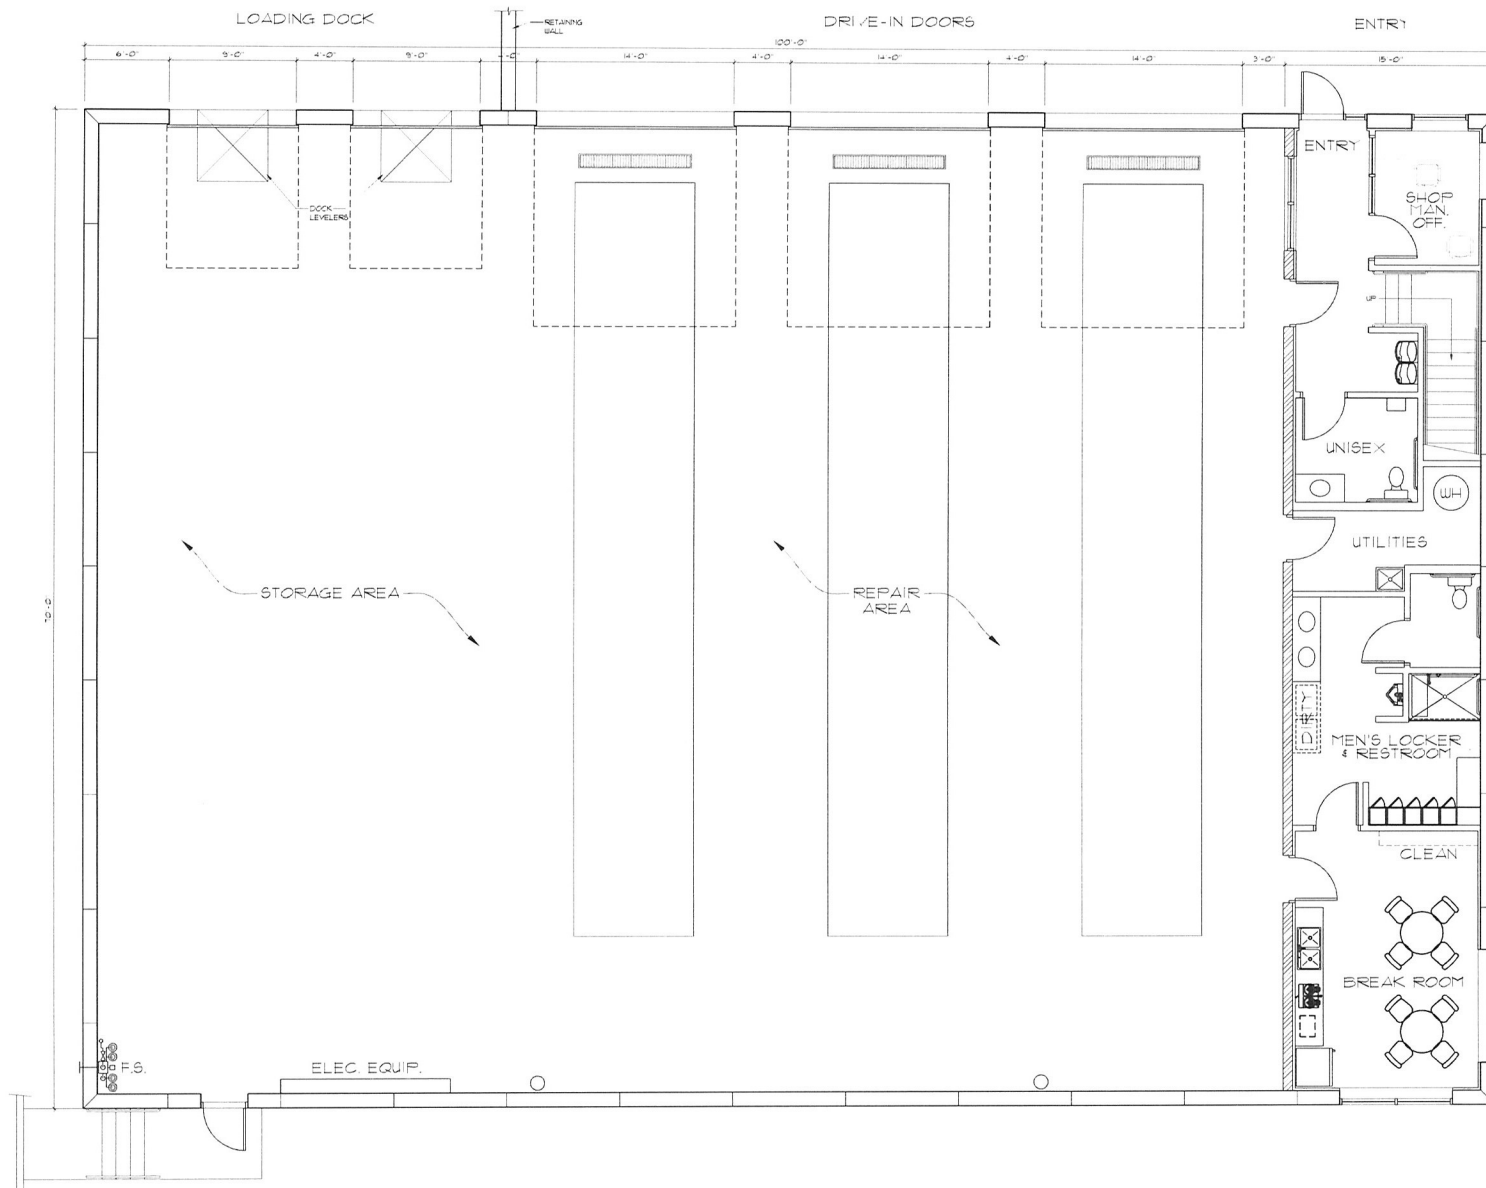 LOADING DOCK
DRIVE-IN DOORS
ENTRY
RETAINING
WALL
100'-0"
6'-0"
9'-0"
4'-0"
9'-0"
14'-0"
4'-0"
14'-0"
4'-0"
14'-0"
3'-0"
15'-0"
ENTRY
SHOP
MAN.
OFF.
DOCK
LEVELERS
UP
UNISEX
WH
UTILITIES
70'-0"
STORAGE AREA
REPAIR
AREA
DIRTY
MEN'S LOCKER
& RESTROOM
CLEAN
BREAK ROOM
F.S.
ELEC. EQUIP.